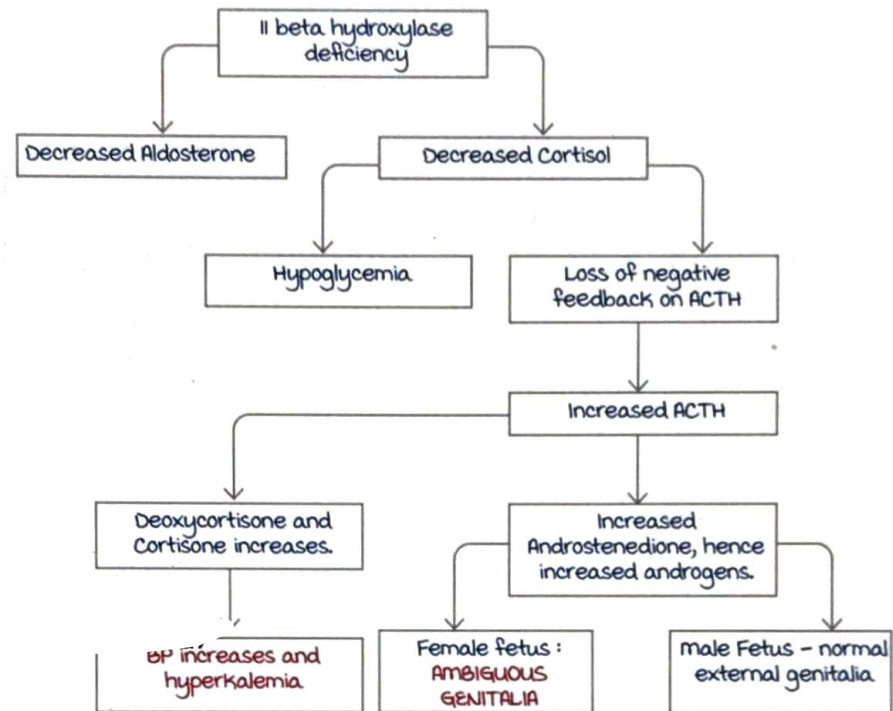 11 beta hydroxylase
deficiency
Decreased Aldosterone
Decreased Cortisol
Hypoglycemia
Loss of negative
feedback on ACTH
Increased ACTH
Deoxycortisone and
Cortisone increases.
Increased
Androstenedione, hence
increased androgens.
BP increases and
hyperkalemia
Female fetus :
AMBIGUOUS
GENITALIA
male Fetus - normal
external genitalia